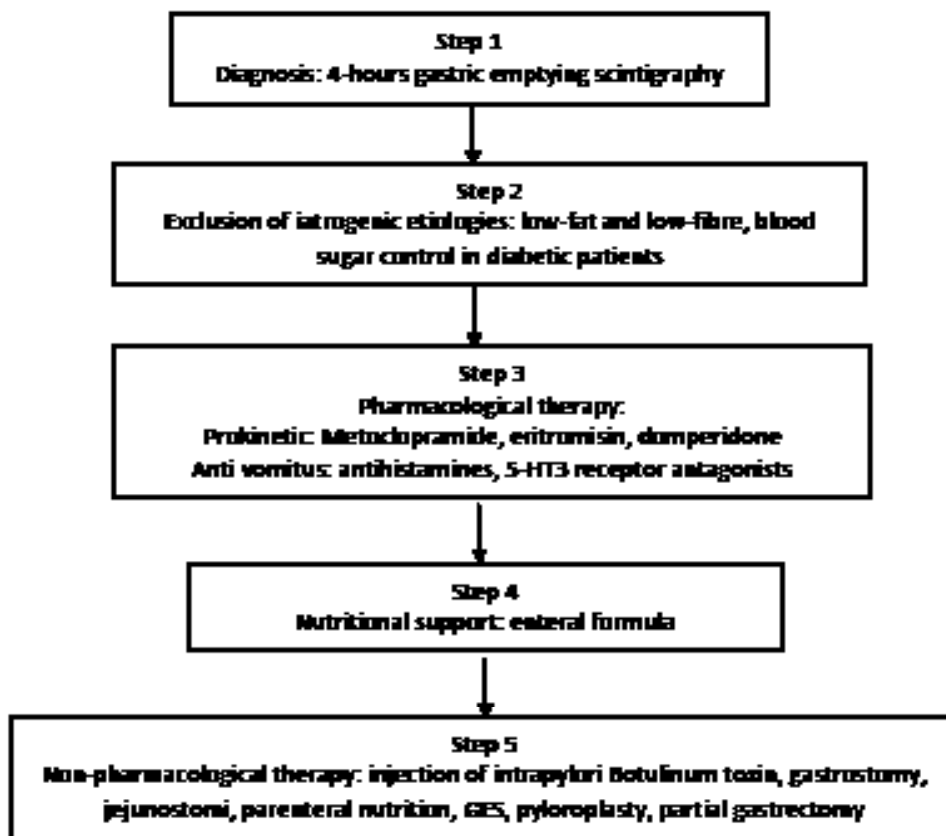 Step 1
Diagnosis: 4-hours gastric emptying scintigraphy
Step 2
Exclusion of iatrogenic etiologies: low-fat and low-fibre, blood
sugar control in diabetic patients
Step 3
Pharmacological therapy:
Prokinetic: Metoclopramide, eritromisin, domperidone
Anti vomitus: antihistamines, 5-HT3 receptor antagonists
Step 4
Nutritional support: enteral formula
Step 5
Non-pharmacological therapy: injection of intrapylori Botulinum toxin, gastrostomy,
jejunostomi, parenteral nutrition, GES, pyloroplasty, partial gastrectomy